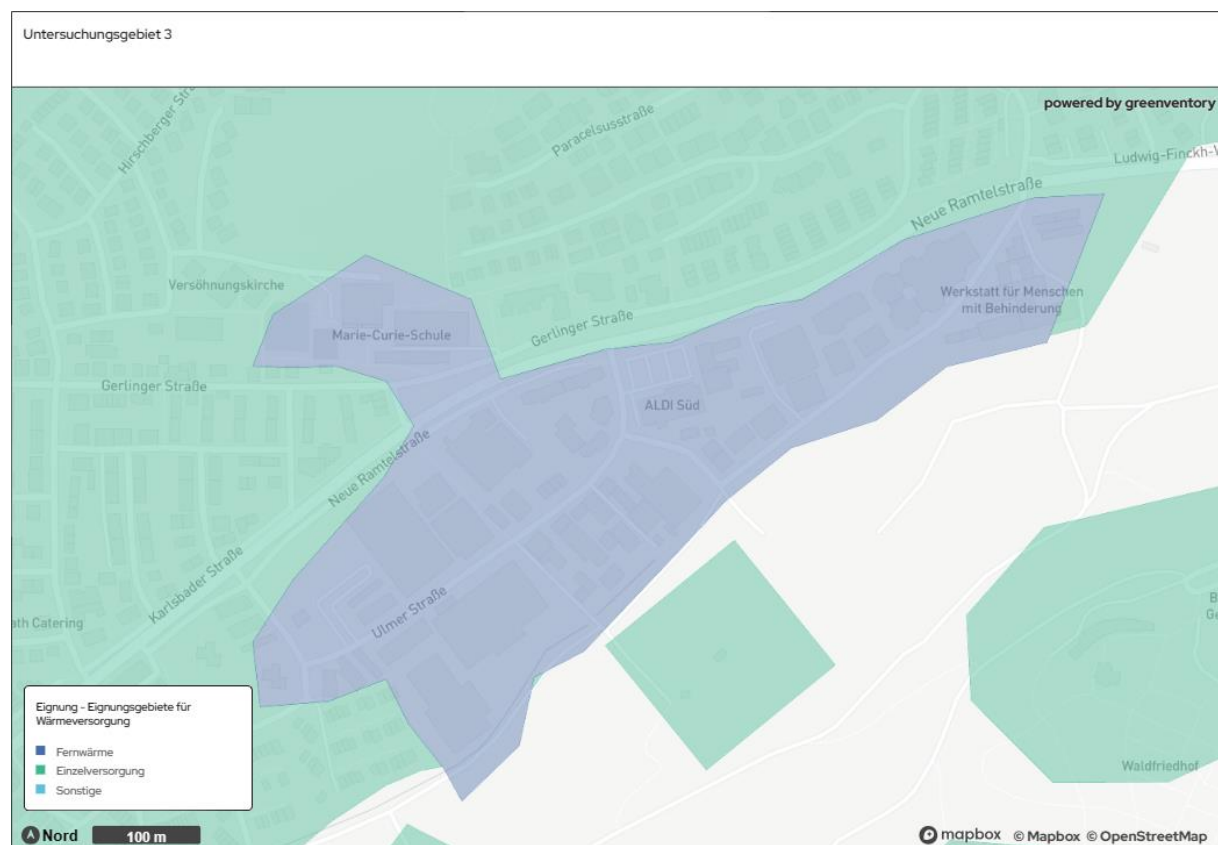 Untersuchungsgebiet 3
powered by greenventory
Hirschberger Str
Paracelsusstraße
Ludwig-Finckh-W
Neue Ramtelstraße
Versöhnungskirche
Werkstatt für Menschen
mit Behinderung
Marie-Curie-Schule
Gerlinger Straße
Gerlinger Straße
ALDI Süd
Neue Ramtelstraße
Karlsbader Straße
Ulmer Straße
ath Catering
B
Ge
Waldfriedhof
Eignung - Eignungsgebiete für
Wärmeversorgung
Fernwärme
Einzelversorgung
Sonstige
Nord
100 m
mapbox © Mapbox © OpenStreetMap